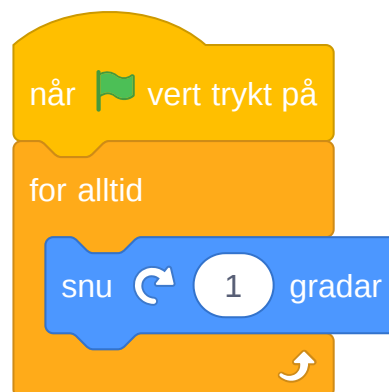 når vert trykt på
for alltid
snu 1 gradar